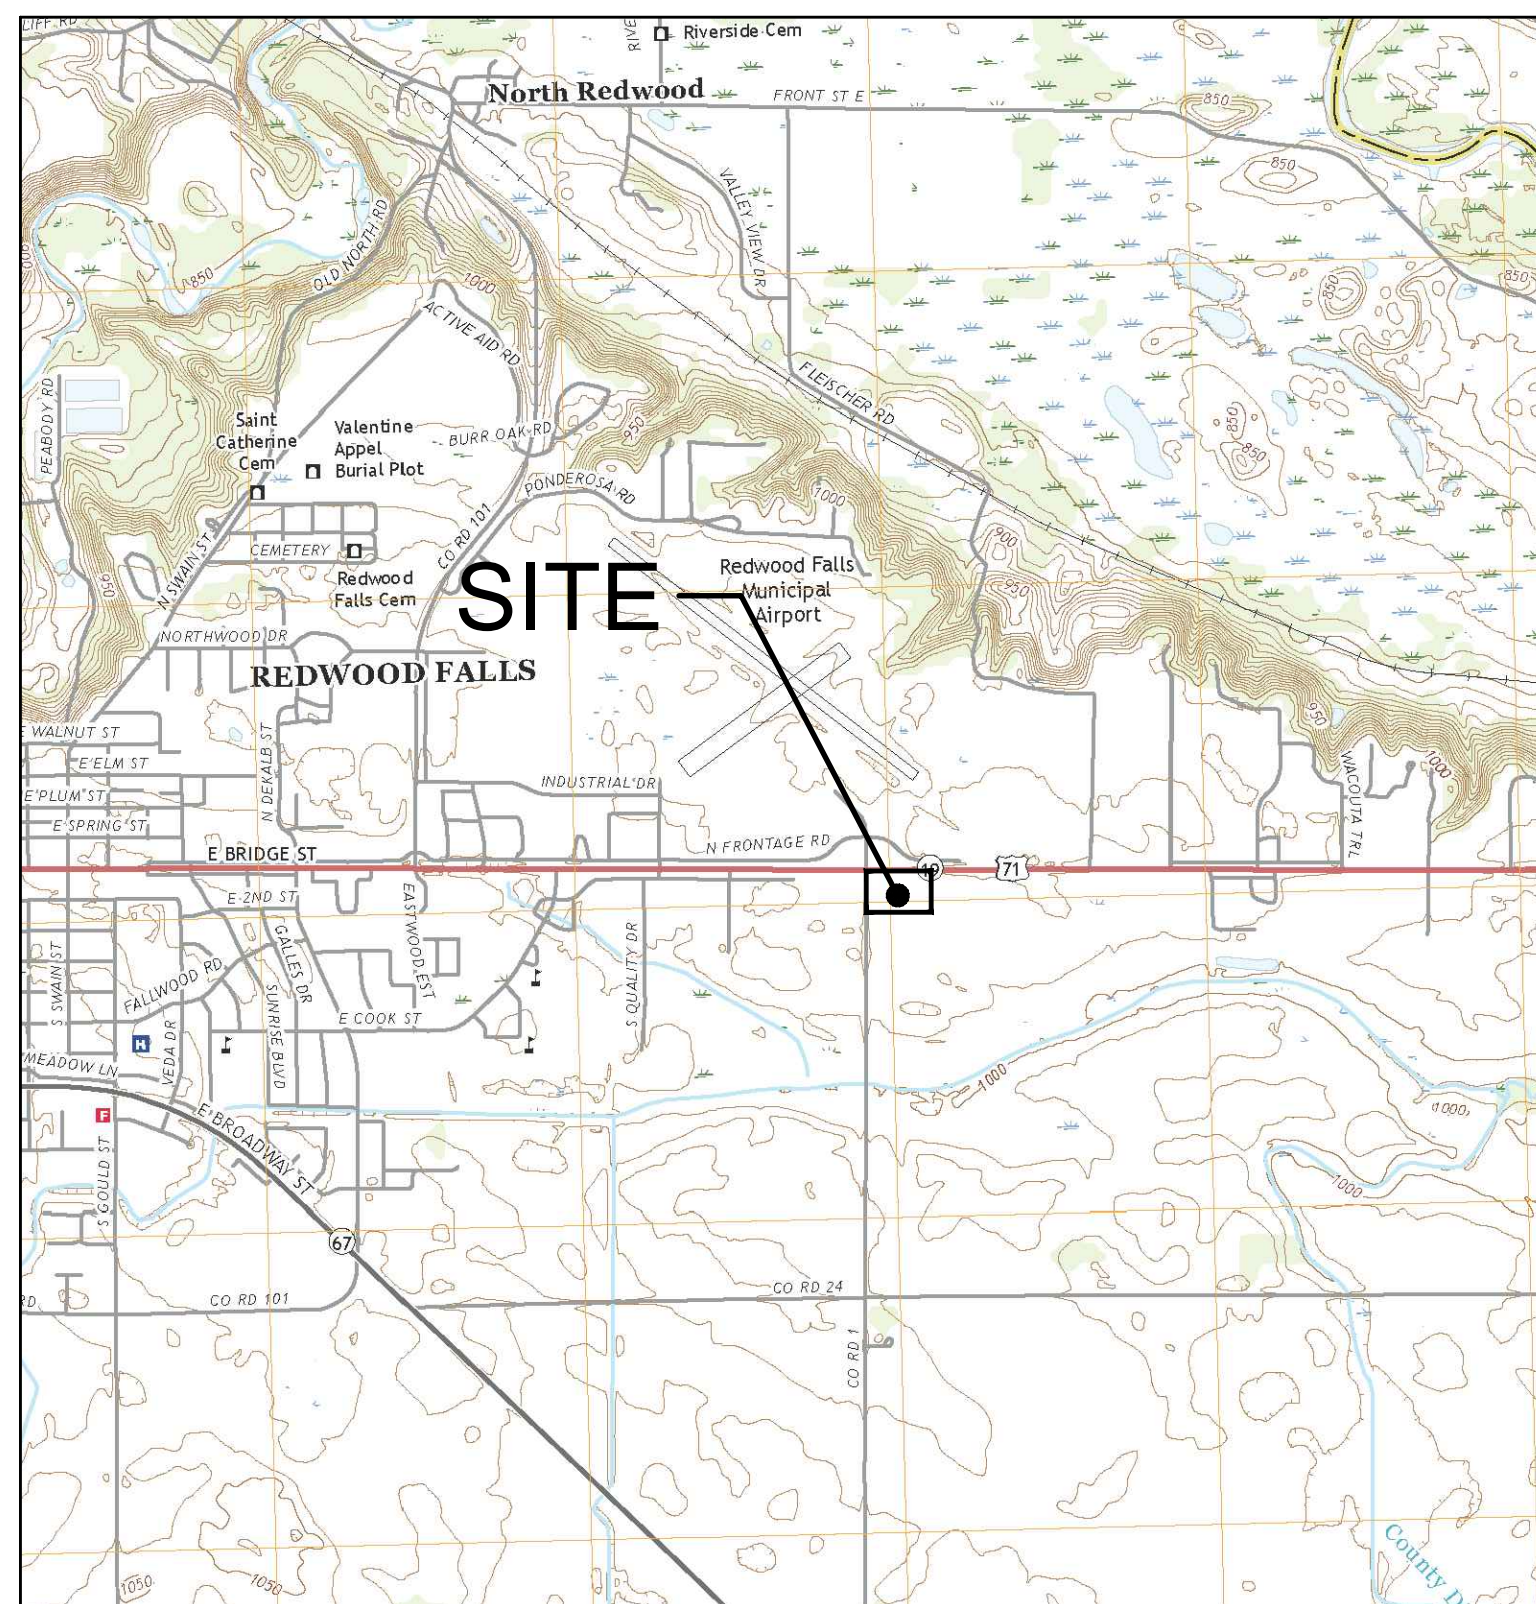 LIFF RD
RIVE
Riverside Cem
North Redwood
FRONT ST E
850
850
VALLEY VIEW DR
OLD NORTH RD
850
1000
850
850
ACTIVE AID RD
FLEISCHER RD
PEABODY RD
Saint
Catherine
Cem
Valentine
Appel
Burial Plot
BURR OAK RD
950
850
850
PONDEROSA RD
1000
CO RD 101
N SWAIN ST
CEMETERY
Redwood
Falls Cem
900
950
950
SITE
Redwood Falls
Municipal
Airport
NORTHWOOD DR
REDWOOD FALLS
950
E WALNUT ST
N DEKALB ST
E ELM ST
WACOUTA TRL
1000
INDUSTRIAL DR
E PLUM ST
E SPRING ST
N FRONTAGE RD
E BRIDGE ST
19
71
E 2ND ST
EASTWOOD EST
GALLES DR
S QUALITY DR
S SWAIN ST
FALLWOOD RD
SUNRISE BLVD
E COOK ST
H
VEDA DR
MEADOW LN
1000
1000
F
E BROADWAY ST
S GOULD ST
1000
67
CO RD 24
RD
CO RD 101
CO RD 1
County D
1050
1050